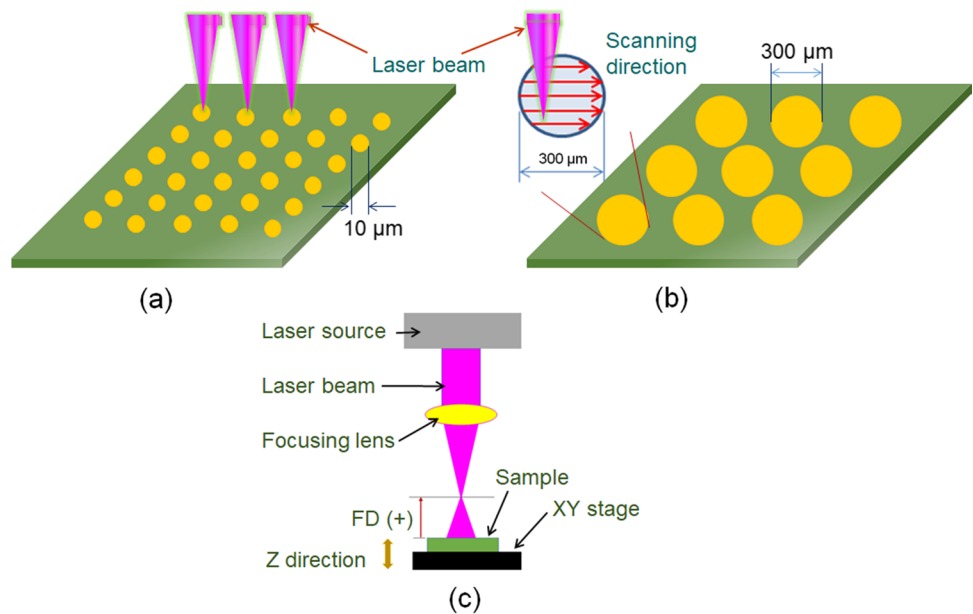 Laser beam
10 µm
(a)
Scanning
direction
300 µm
300 µm
(b)
Laser source
Laser beam
Focusing lens
Sample
XY stage
FD (+)
Z direction
(c)